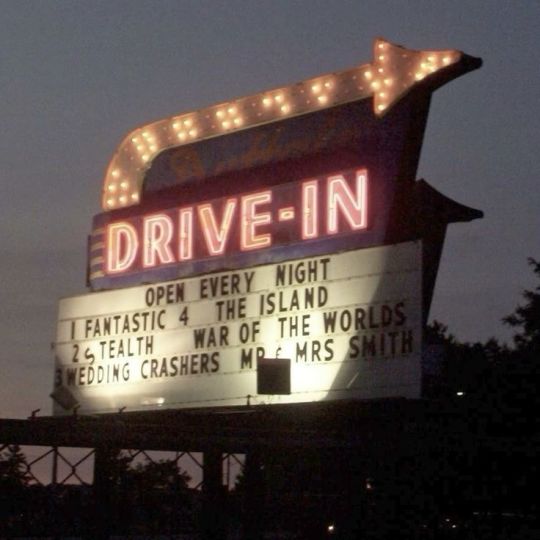 DRIVE-IN
OPEN EVERY NIGHT
1 FANTASTIC 4 THE ISLAND
2 STEALTH WAR OF THE WORLDS
3 WEDDING CRASHERS MR & MRS SMITH